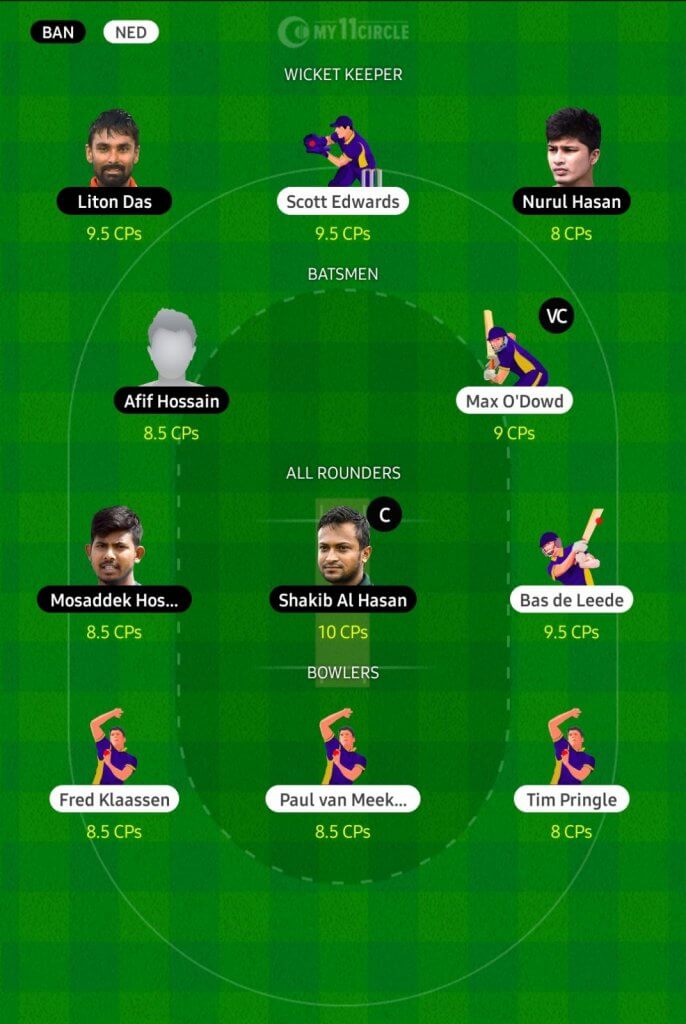 BAN NED MY11CIRCLE
WICKET KEEPER
Liton Das Scott Edwards Nurul Hasan
9.5 CPs 9.5 CPs 8 CPs
BATSMEN
VC
Afif Hossain Max O'Dowd
8.5 CPs 9 CPs
ALL ROUNDERS
C
Mosaddek Hos... Shakib Al Hasan Bas de Leede
8.5 CPs 10 CPs 9.5 CPs
BOWLERS
Fred Klaassen Paul van Meek... Tim Pringle
8.5 CPs 8.5 CPs 8 CPs